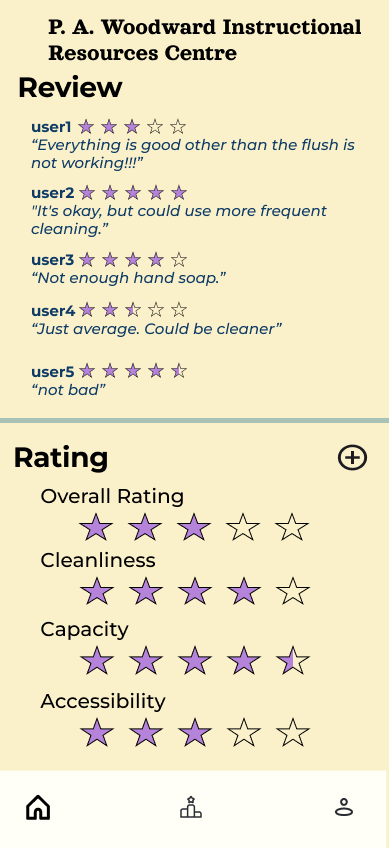 P. A. Woodward Instructional
Resources Centre
Review
user1
“Everything is good other than the flush is
not working!!!”
user2
"It's okay, but could use more frequent
cleaning.”
user3
“Not enough hand soap.”
user4
“Just average. Could be cleaner”
user5
“not bad”
Rating
Overall Rating
Cleanliness
Capacity
Accessibility